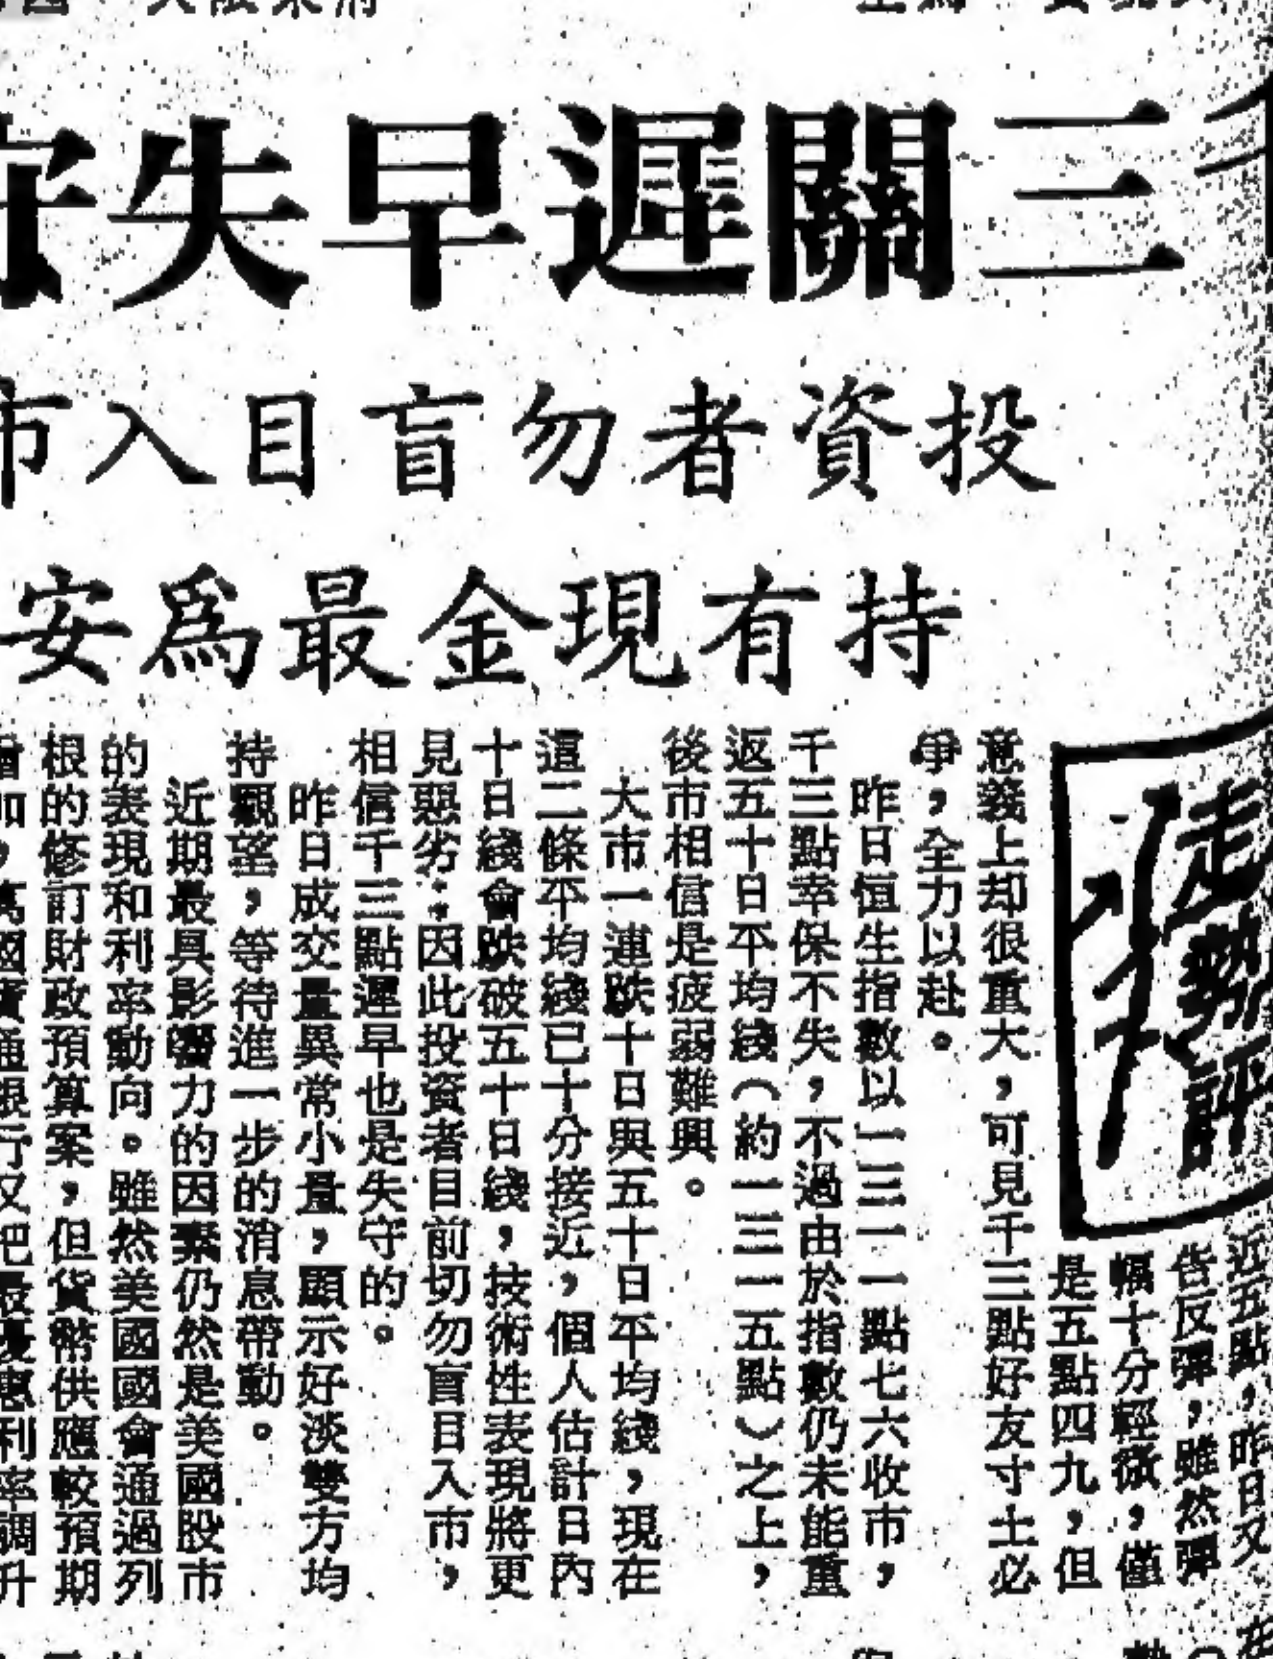 千三關遲早失守
投資者勿盲目入市
持有現金最為安
走勢評
近五點,昨日又
告反彈,雖然彈
幅十分輕微,僅
是五點四九,但
意義上却很重大,可見千三點好友寸土必
爭,全力以赴。
昨日恒生指數以一三一一點七六收市,
千三點幸保不失,不過由於指數仍未能重
返五十日平均綫(約一三一五點)之上,
後市相信是疲弱難興。
大市一連跌十日與五十日平均綫,現在
這二條平均綫已十分接近,個人估計日內
十日綫會跌破五十日綫,技術性表現將更
見惡劣;因此投資者目前切勿盲目入市,
相信千三點遲早也是失守的。
昨日成交量異常小量,顯示好淡雙方均
持觀望,等待進一步的消息帶動。
近期最具影響力的因素仍然是美國股市
的表現和利率動向。雖然美國國會通過列
根的修訂財政預算案,但貨幣供應較預期
增加,萬國寶通銀行又把最優惠利率調升